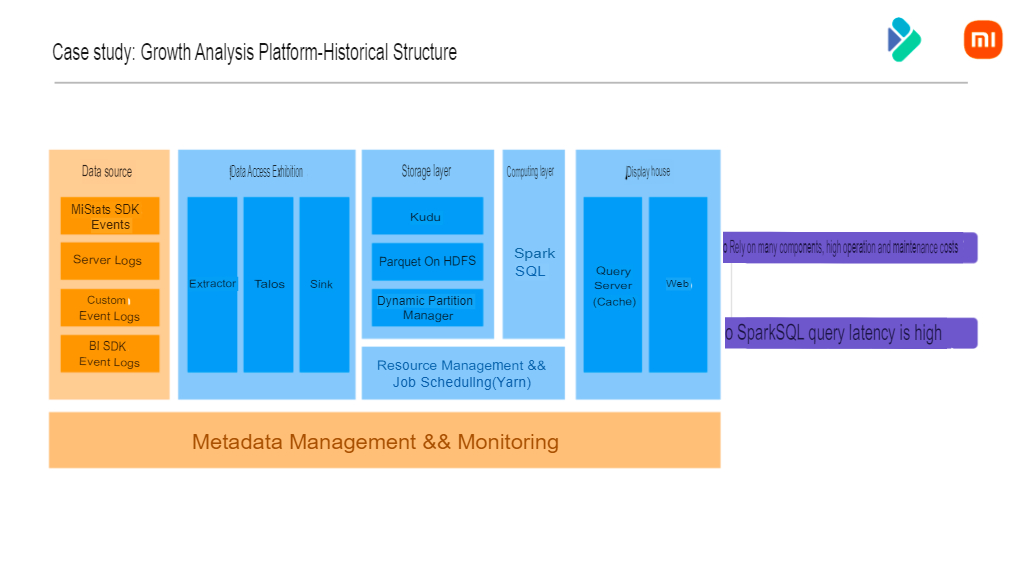 Case study: Growth Analysis Platform-Historical Structure
mi
Data source
MiStats SDK
Events
Server Logs
Custom
Event Logs
BI SDK
Event Logs
Data Access Exhibition
Extractor
Talos
Sink
Storage layer
Kudu
Parquet On HDFS
Dynamic Partition
Manager
Computing layer
Spark
SQL
Resource Management &&
Job Scheduling(Yarn)
Display house
Query
Server
(Cache)
Web
o Rely on many components, high operation and maintenance costs
o SparkSQL query latency is high
Metadata Management && Monitoring